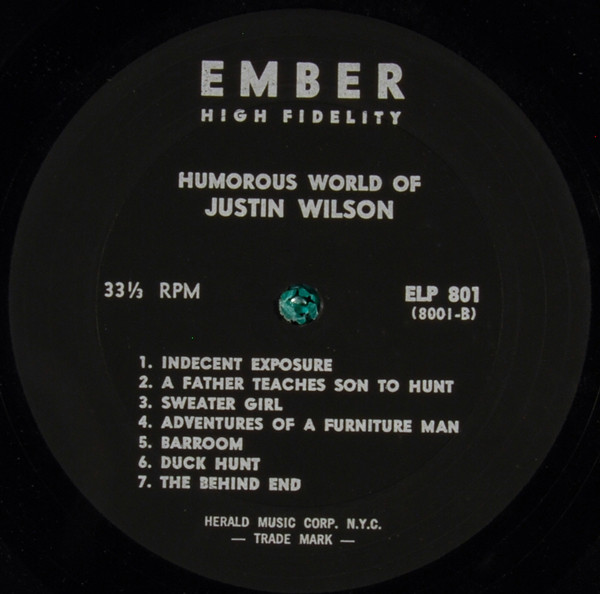 EMBER
HIGH FIDELITY
HUMOROUS WORLD OF
JUSTIN WILSON
33⅓ RPM
ELP 801
(8001-B)
1. INDECENT EXPOSURE
2. A FATHER TEACHES SON TO HUNT
3. SWEATER GIRL
4. ADVENTURES OF A FURNITURE MAN
5. BARROOM
6. DUCK HUNT
7. THE BEHIND END
HERALD MUSIC CORP. N.Y.C.
— TRADE MARK —